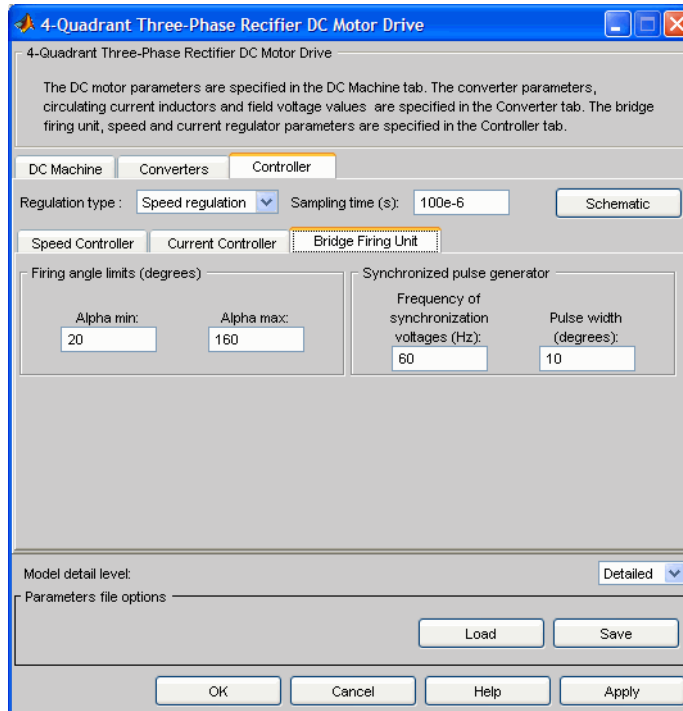 4-Quadrant Three-Phase Recifier DC Motor Drive
4-Quadrant Three-Phase Rectifier DC Motor Drive
The DC motor parameters are specified in the DC Machine tab. The converter parameters,
circulating current inductors and field voltage values are specified in the Converter tab. The bridge
firing unit, speed and current regulator parameters are specified in the Controller tab.
DC Machine Converters Controller
Regulation type : Speed regulation Sampling time (s): 100e-6 Schematic
Speed Controller Current Controller Bridge Firing Unit
Firing angle limits (degrees)
Alpha min: Alpha max:
20 160
Synchronized pulse generator
Frequency of
synchronization
voltages (Hz):
60
Pulse width
(degrees):
10
Model detail level: Detailed
Parameters file options
Load Save
OK Cancel Help Apply